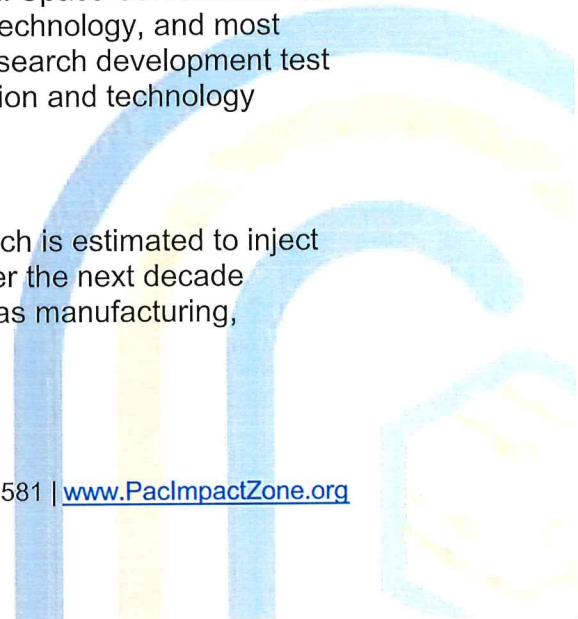 echnology, and most
search development test
ion and technology
ch is estimated to inject
er the next decade
as manufacturing,
581 | www.PacImpactZone.org